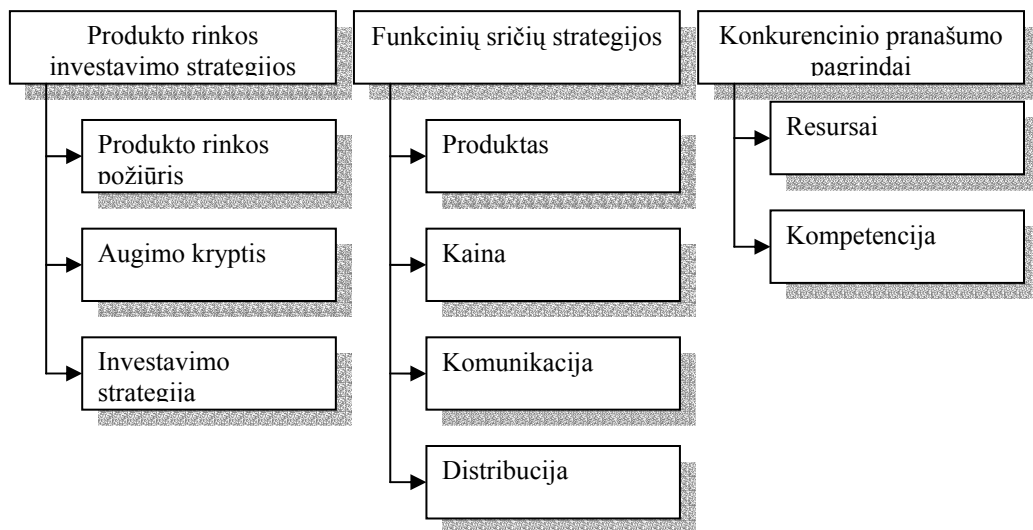 Produkto rinkos
investavimo strategijos
Produkto rinkos
požiūris
Augimo kryptis
Investavimo
strategija
Funkcinių sričių strategijos
Produktas
Kaina
Komunikacija
Distribucija
Konkurencinio pranašumo
pagrindai
Resursai
Kompetencija